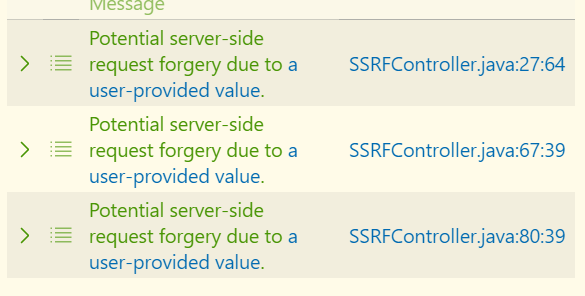 Message
Potential server-side
request forgery due to a
user-provided value.
SSRFController.java:27:64
Potential server-side
request forgery due to a
user-provided value.
SSRFController.java:67:39
Potential server-side
request forgery due to a
user-provided value.
SSRFController.java:80:39